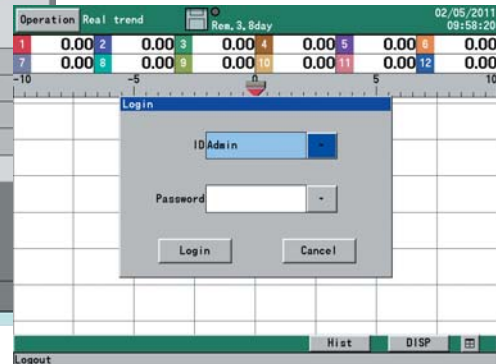 Operation Real trend Rem. 3, 8day 02/05/2011
09:58:20
1 0.00 2 0.00 3 0.00 4 0.00 5 0.00 6 0.00
7 0.00 8 0.00 9 0.00 10 0.00 11 0.00 12 0.00
-10 -5 0 5 10
Login
ID Admin
Password
Login Cancel
Hist DISP
Logout